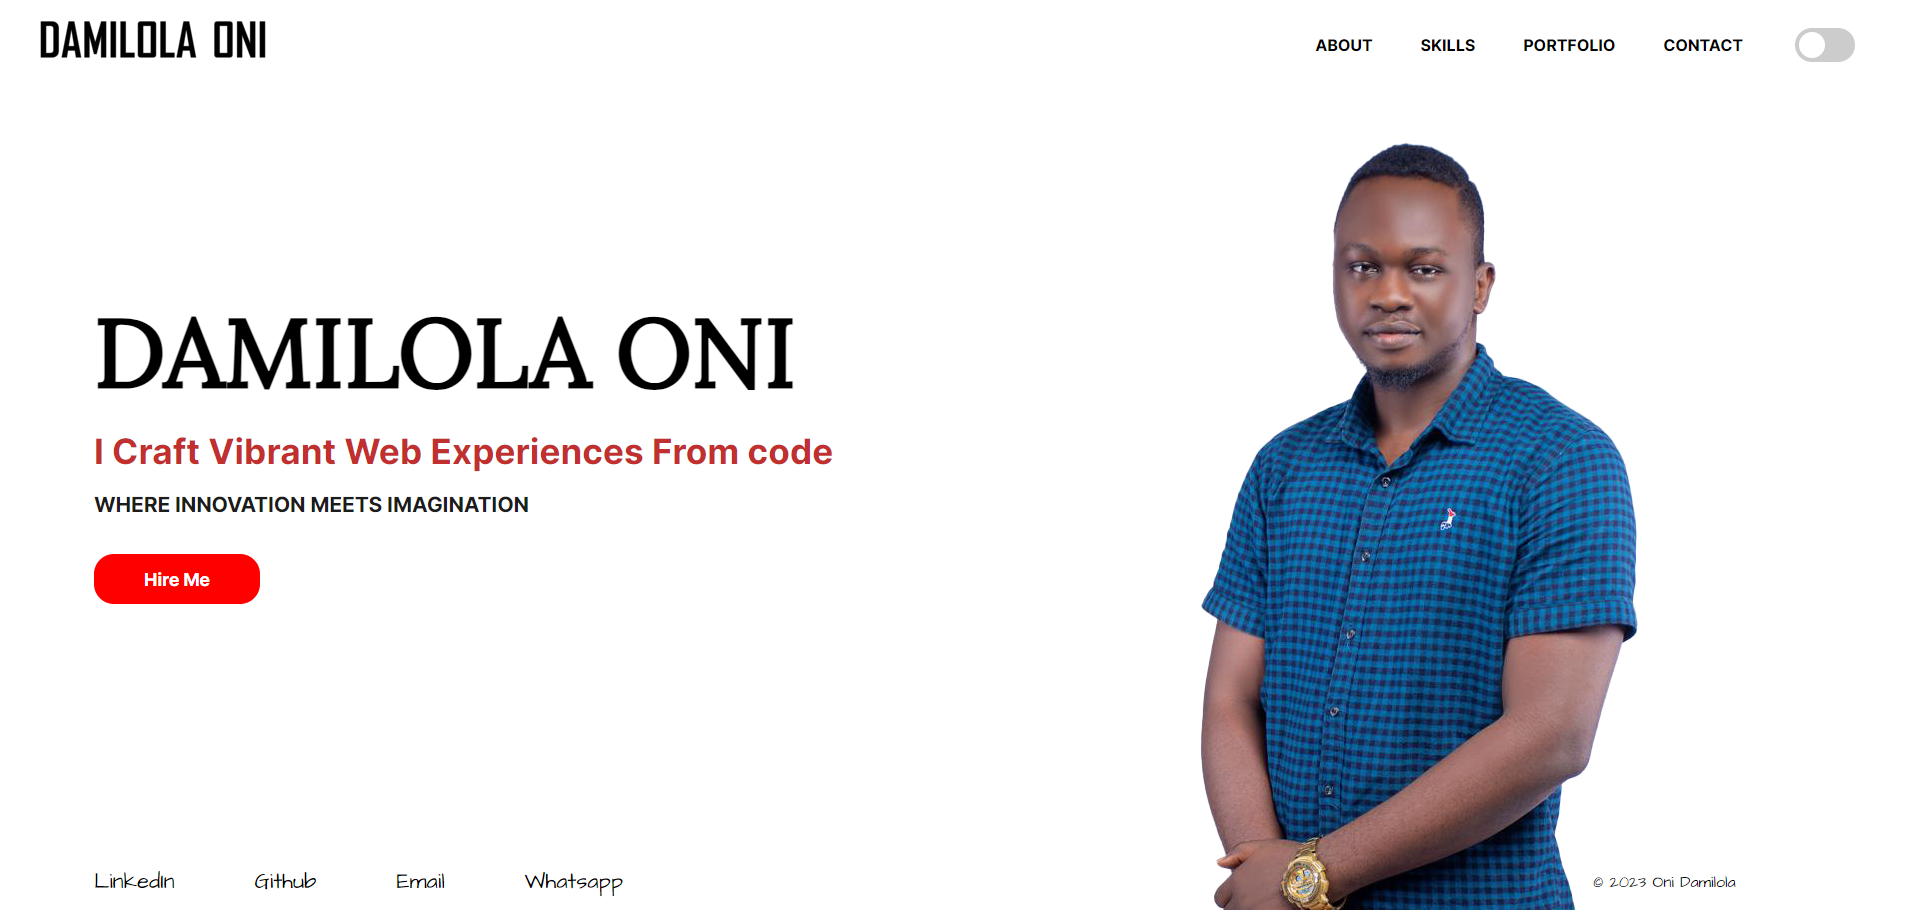 DAMILOLA ONI
ABOUT SKILLS PORTFOLIO CONTACT
DAMILOLA ONI
I Craft Vibrant Web Experiences From code
WHERE INNOVATION MEETS IMAGINATION
Hire Me
LinkedIn Github Email Whatsapp
© 2023 Oni Damilola